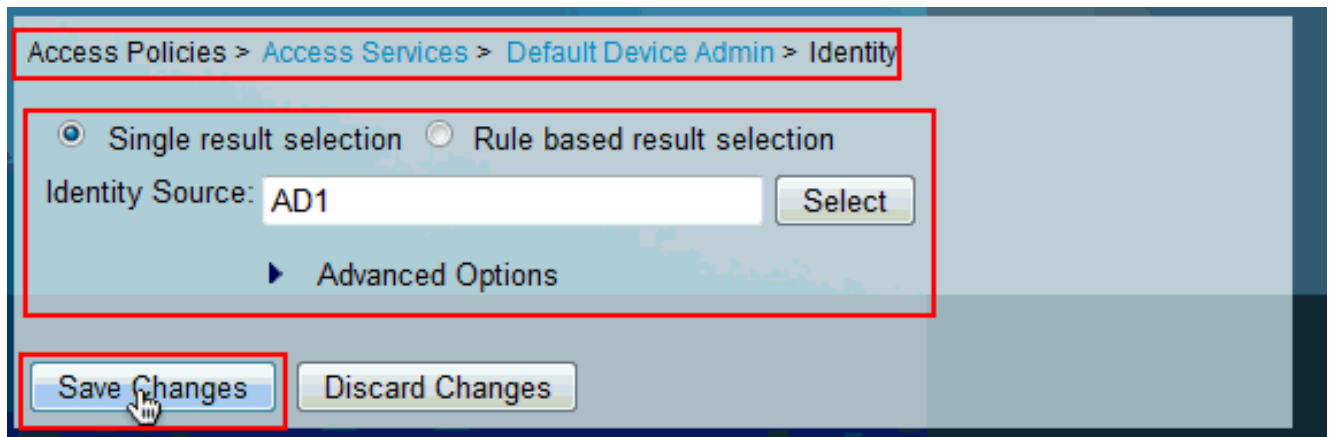 Access Policies > Access Services > Default Device Admin > Identity
Single result selection Rule based result selection
Identity Source: AD1 Select
Advanced Options
Save Changes Discard Changes